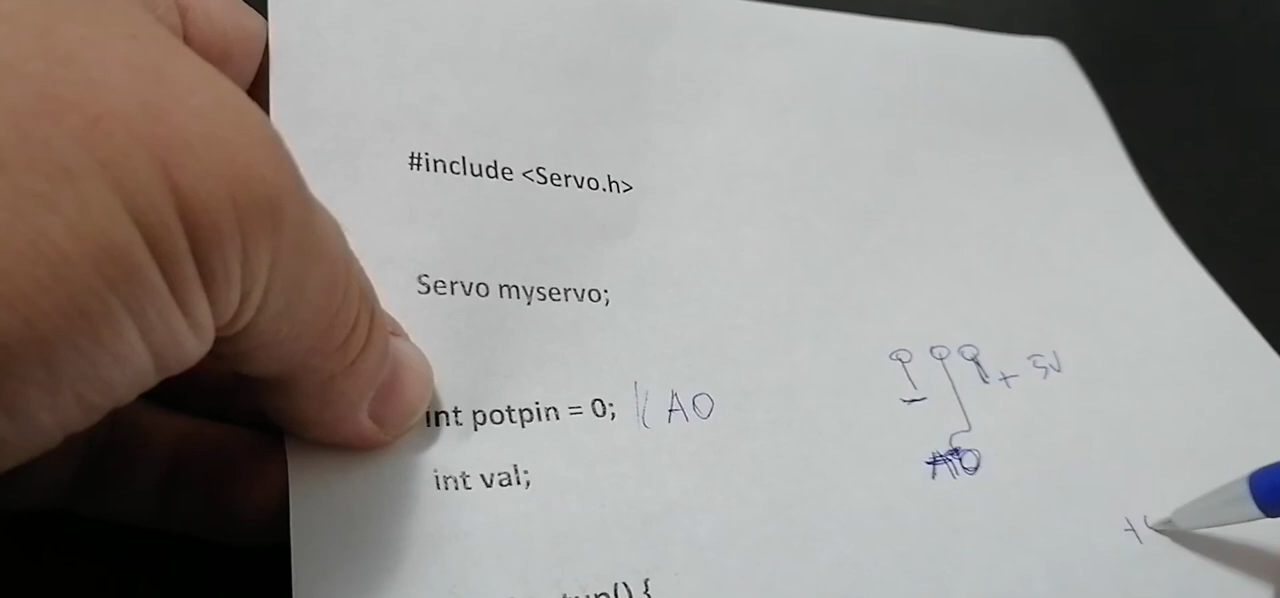 #include <Servo.h>
Servo myservo;
int potpin = 0; \\ A0
int val;
+ 5V
-
A0
() {